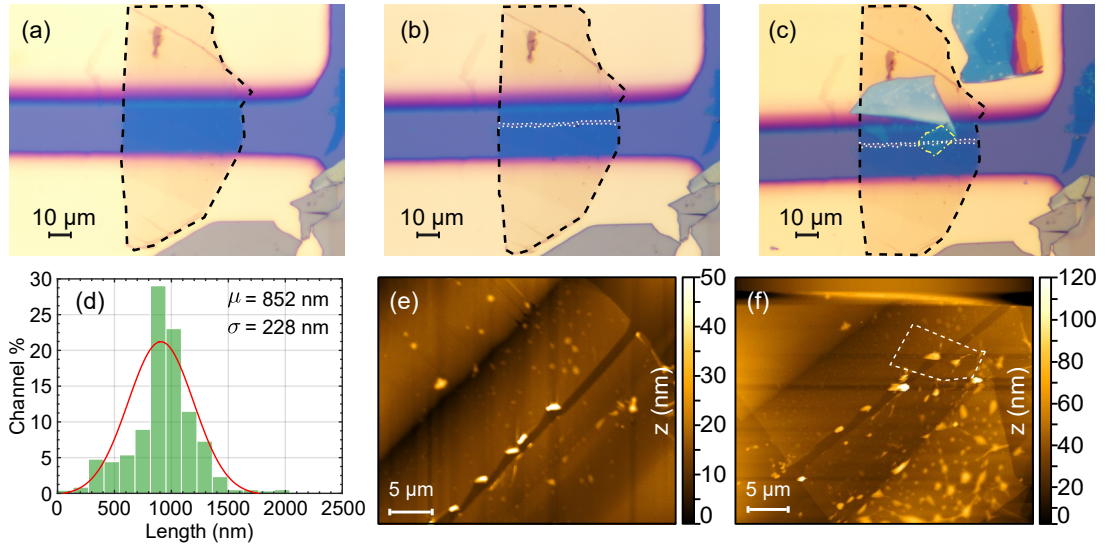 (a)
10 μm
(b)
10 μm
(c)
10 μm
(d)
μ = 852 nm
σ = 228 nm
30
25
20
15
10
5
0
Channel %
0 500 1000 1500 2000 2500
Length (nm)
(e)
5 μm
50
40
30
20
10
0
z (nm)
(f)
5 μm
120
100
80
60
40
20
0
z (nm)